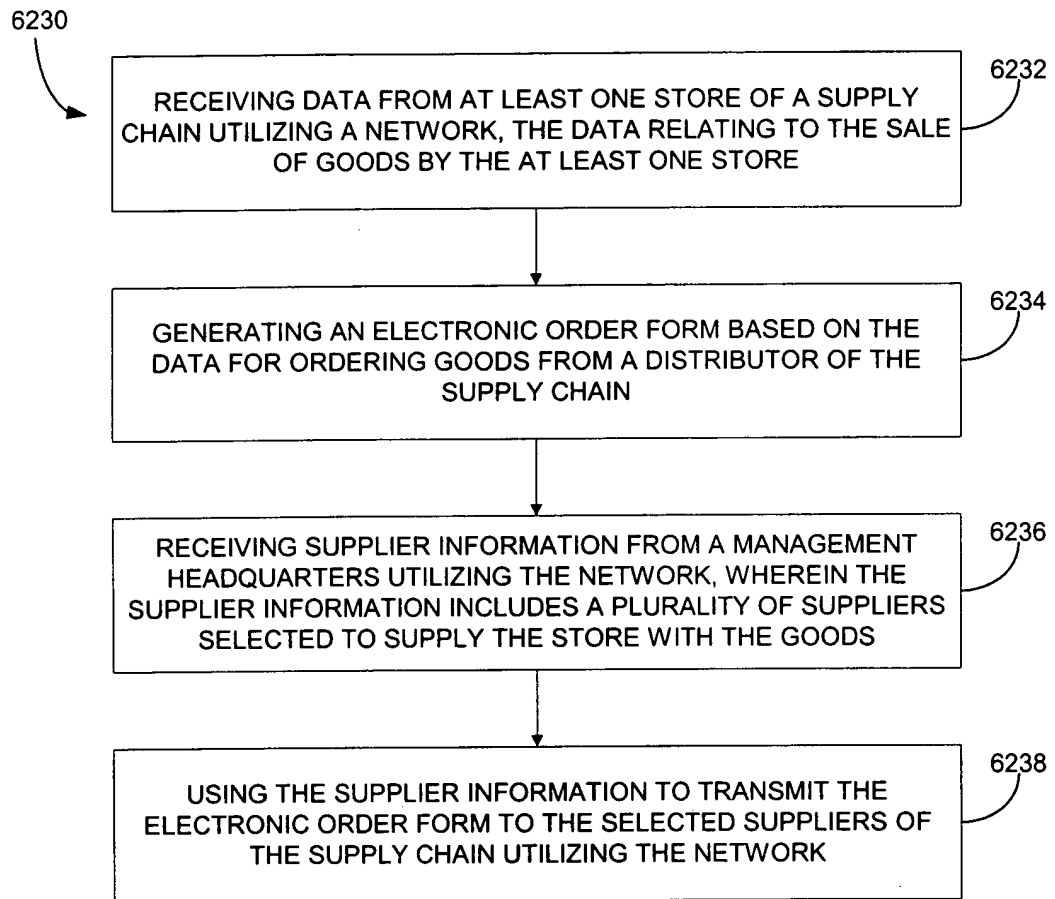 6230
6232
RECEIVING DATA FROM AT LEAST ONE STORE OF A SUPPLY
CHAIN UTILIZING A NETWORK, THE DATA RELATING TO THE SALE
OF GOODS BY THE AT LEAST ONE STORE
6234
GENERATING AN ELECTRONIC ORDER FORM BASED ON THE
DATA FOR ORDERING GOODS FROM A DISTRIBUTOR OF THE
SUPPLY CHAIN
6236
RECEIVING SUPPLIER INFORMATION FROM A MANAGEMENT
HEADQUARTERS UTILIZING THE NETWORK, WHEREIN THE
SUPPLIER INFORMATION INCLUDES A PLURALITY OF SUPPLIERS
SELECTED TO SUPPLY THE STORE WITH THE GOODS
6238
USING THE SUPPLIER INFORMATION TO TRANSMIT THE
ELECTRONIC ORDER FORM TO THE SELECTED SUPPLIERS OF
THE SUPPLY CHAIN UTILIZING THE NETWORK